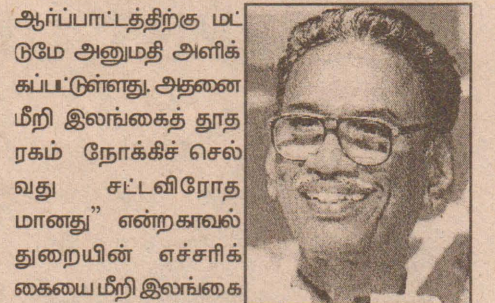 ஆர்ப்பாட்டத்திற்கு மட்
டுமே அனுமதி அளிக்
கப்பட்டுள்ளது. அதனை
மீறி இலங்கைத் தூத
ரகம் நோக்கிச் செல்
வது சட்டவிரோத
மானது” என்றகாவல்
துறையின் எச்சரிக்
கையை மீறி இலங்கை